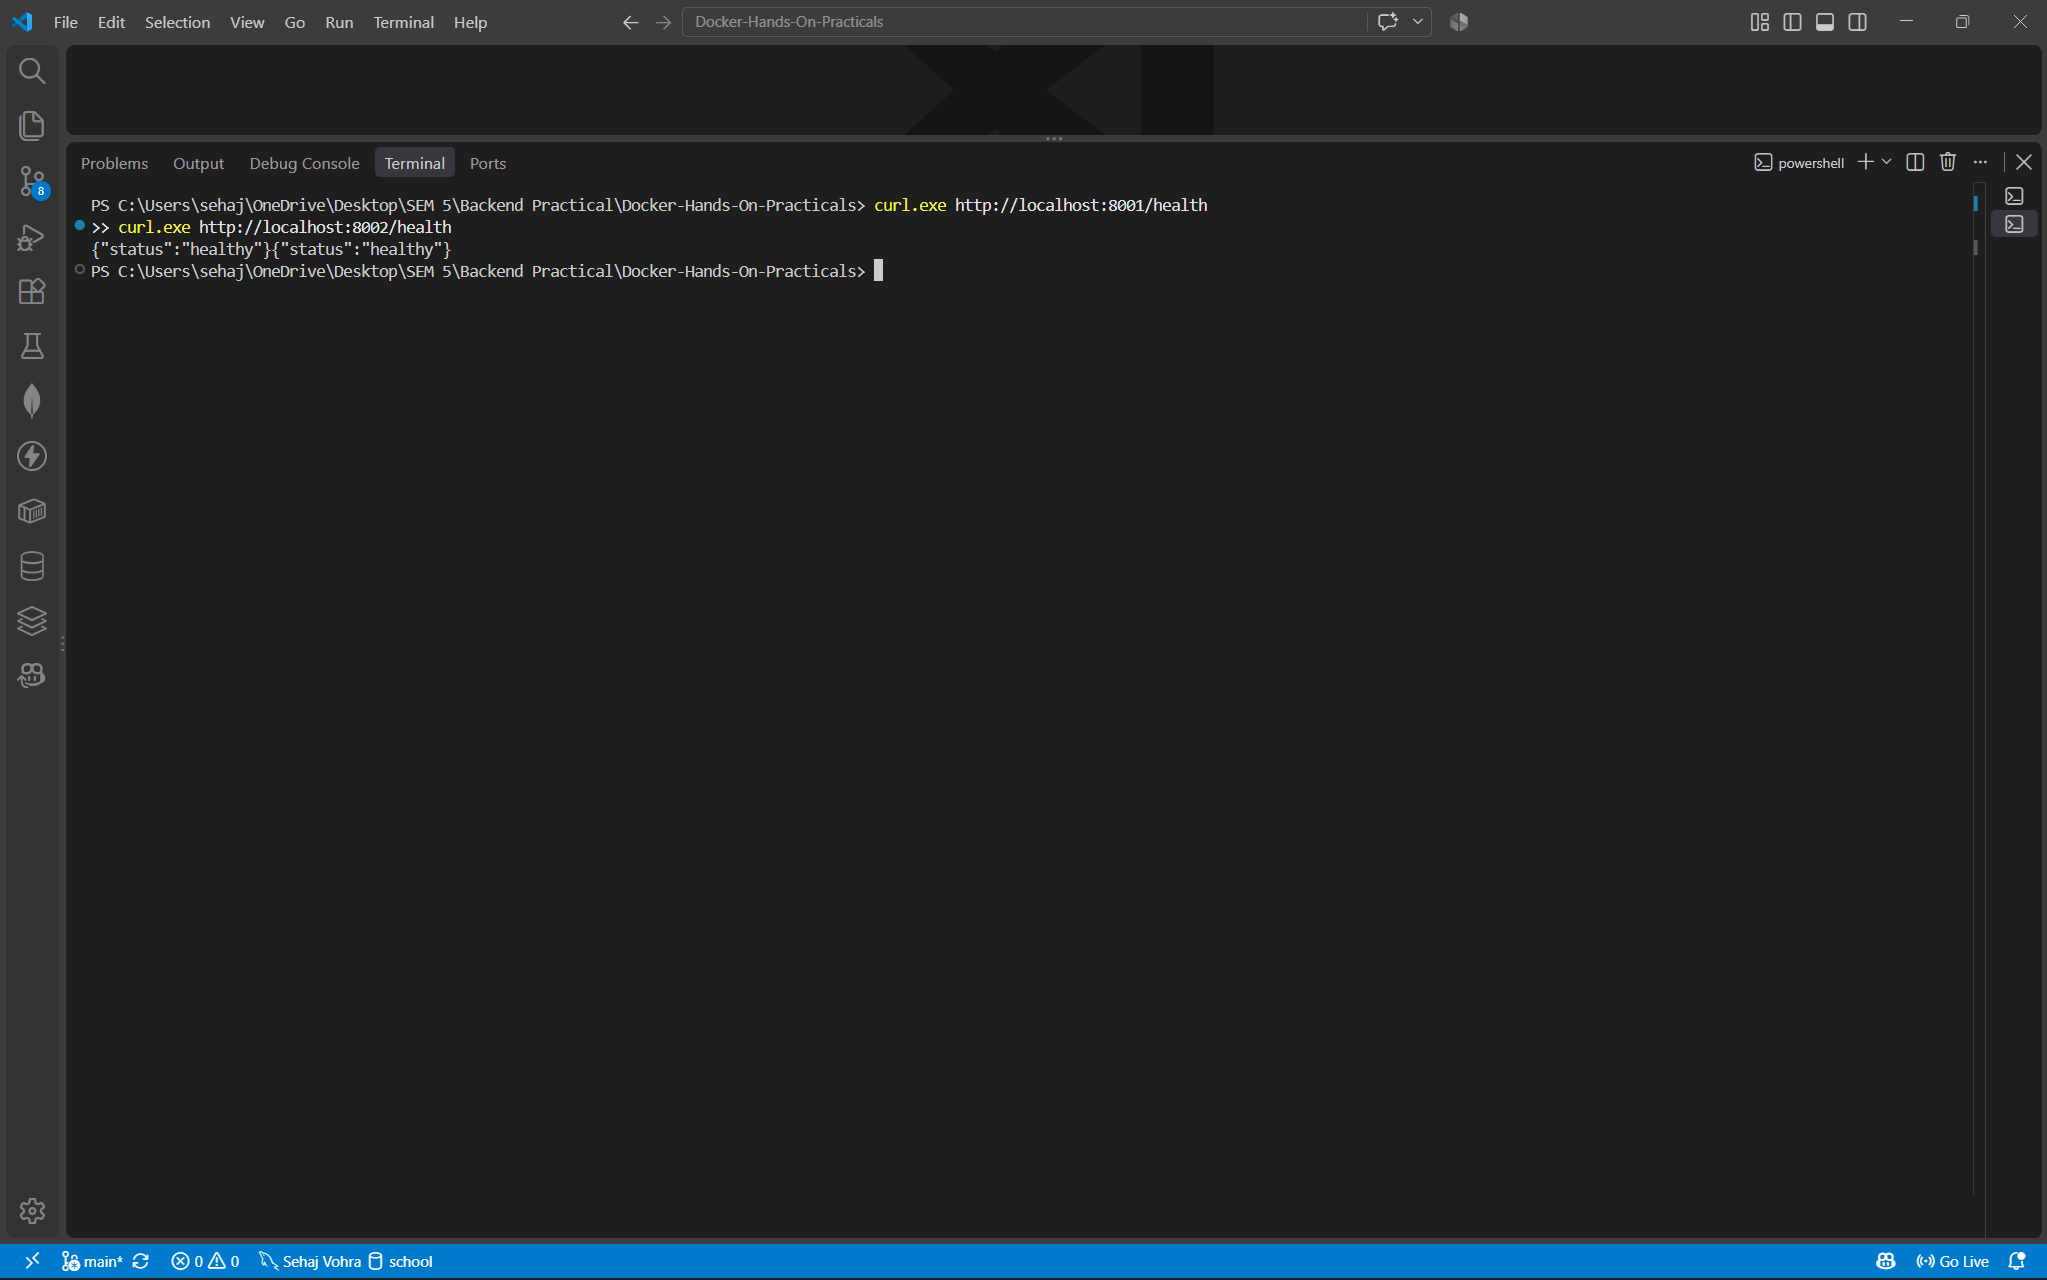 File Edit Selection View Go Run Terminal Help
Docker-Hands-On-Practicals
Problems Output Debug Console Terminal Ports
powershell
PS C:\Users\sehaj\OneDrive\Desktop\SEM 5\Backend Practical\Docker-Hands-On-Practicals> curl.exe http://localhost:8001/health
>> curl.exe http://localhost:8002/health
{"status":"healthy"}{"status":"healthy"}
PS C:\Users\sehaj\OneDrive\Desktop\SEM 5\Backend Practical\Docker-Hands-On-Practicals>
8
main* 0 0 Sehaj Vohra school Go Live